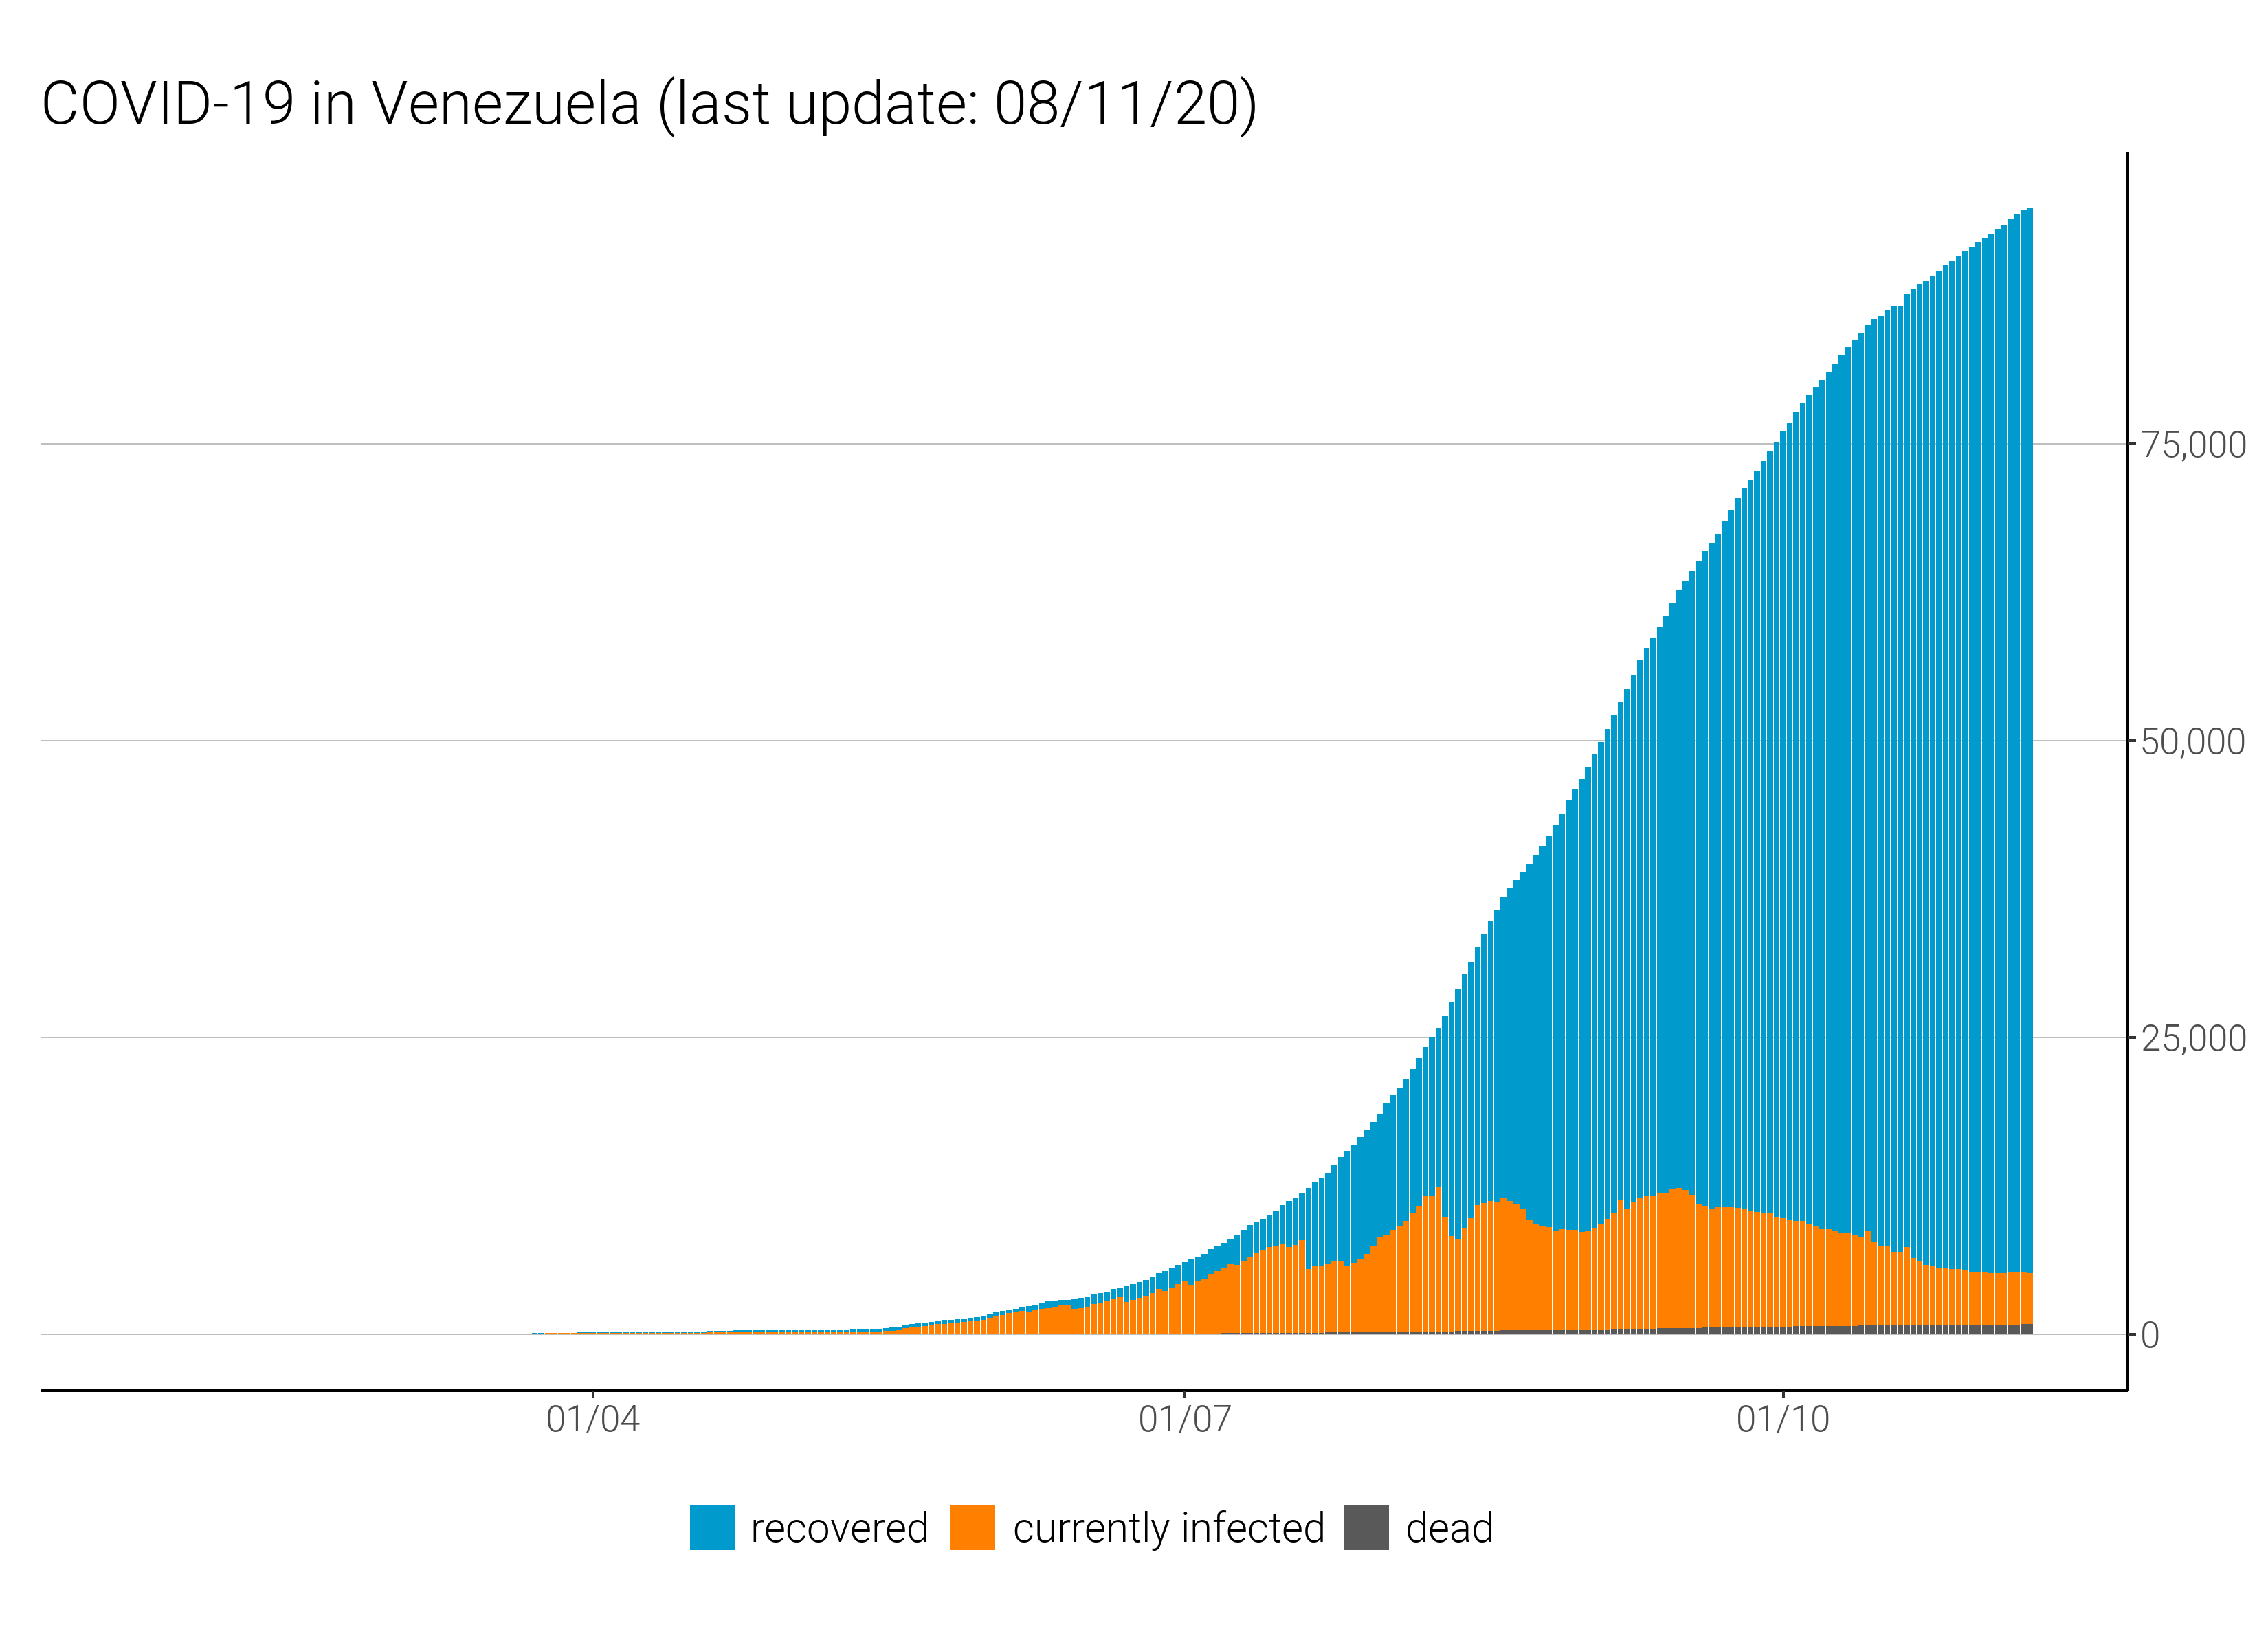 COVID-19 in Venezuela (last update: 08/11/20)
75,000
50,000
25,000
0
01/04 01/07 01/10
recovered currently infected dead